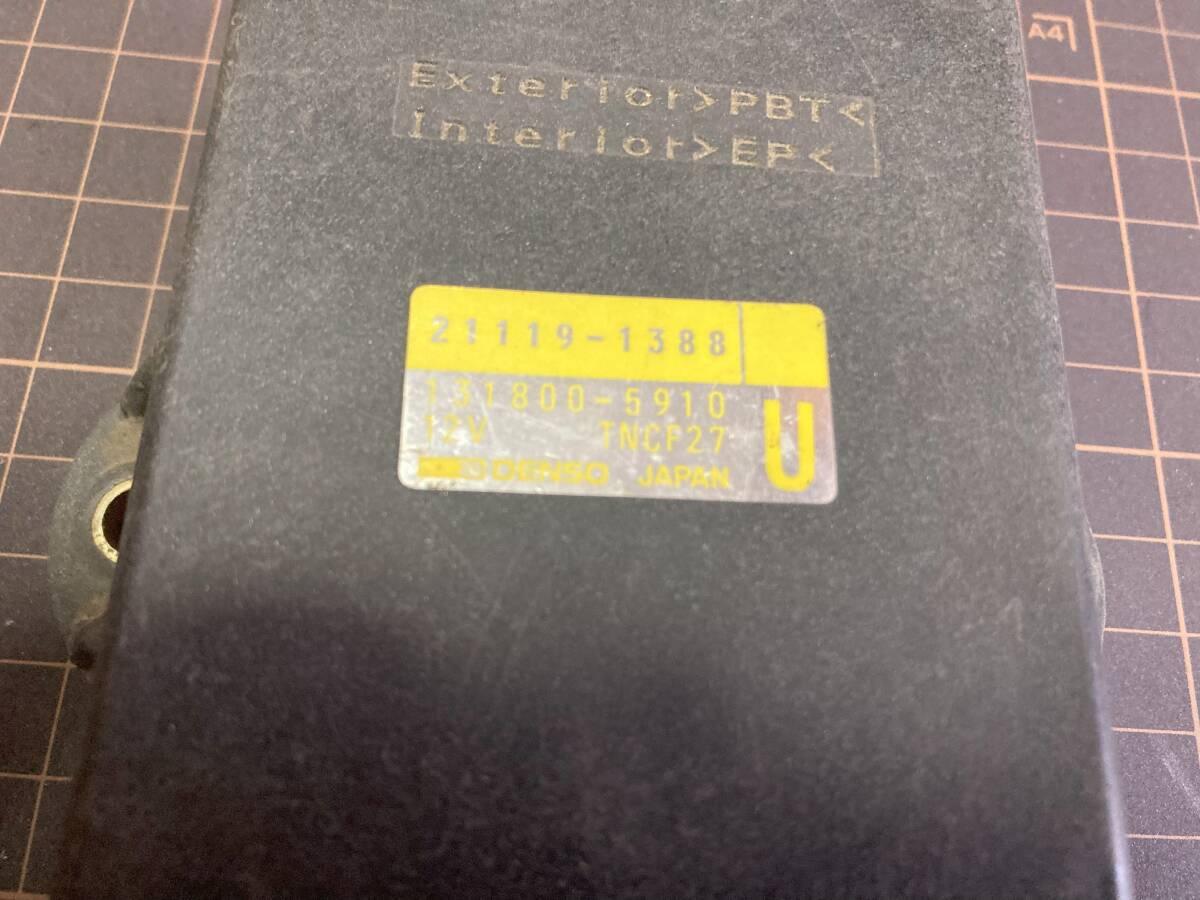 A4
Exterior>PBT<
Interior>EP<
21119-1388
131800-5910
12V TNCF27 U
DENSO JAPAN